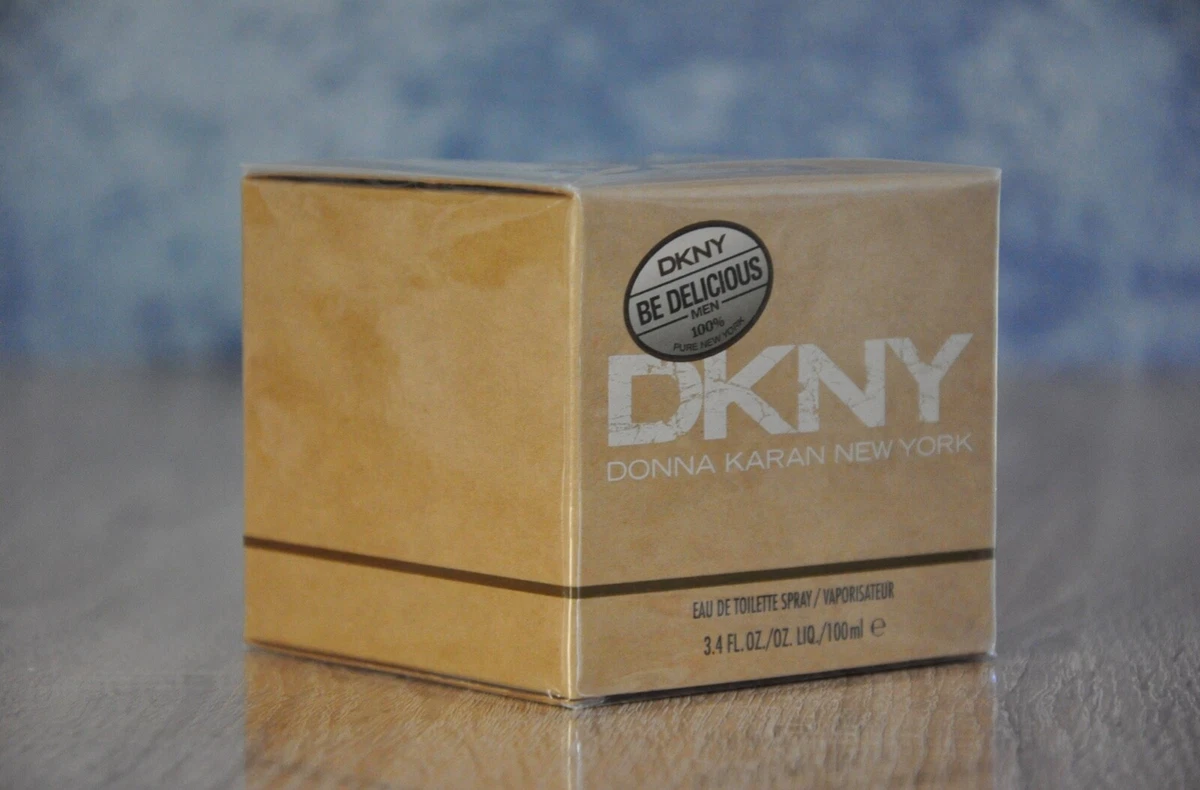 DKNY
BE DELICIOUS
MEN
100%
PURE NEW YORK
DKNY
DONNA KARAN NEW YORK
EAU DE TOILETTE SPRAY / VAPORISATEUR
3.4 FL. OZ./OZ. LIQ./100ml ℮